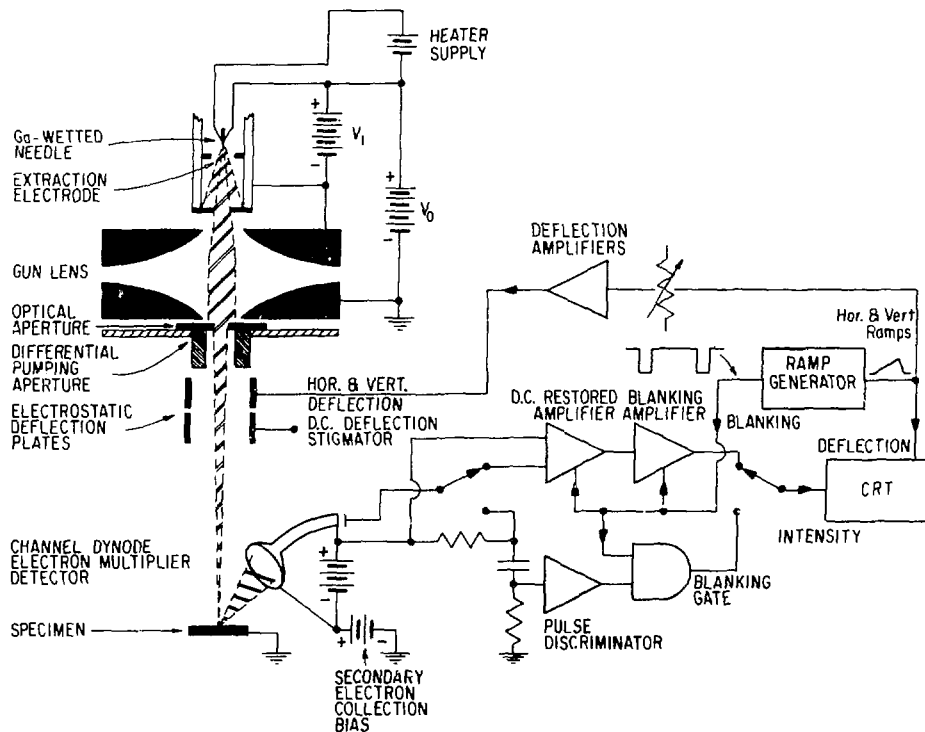 HEATER
SUPPLY
+
V1
-
Ga-WETTED
NEEDLE
EXTRACTION
ELECTRODE
+
V0
-
GUN LENS
DEFLECTION
AMPLIFIERS
OPTICAL
APERTURE
Hor. & Vert
Ramps
DIFFERENTIAL
PUMPING
APERTURE
RAMP
GENERATOR
HOR. & VERT.
DEFLECTION
D.C. RESTORED BLANKING
AMPLIFIER AMPLIFIER
BLANKING
ELECTROSTATIC
DEFLECTION
PLATES
D.C. DEFLECTION
STIGMATOR
DEFLECTION
CRT
INTENSITY
CHANNEL DYNODE
ELECTRON MULTIPLIER
DETECTOR
+
-
BLANKING
GATE
SPECIMEN
+
-
PULSE
DISCRIMINATOR
SECONDARY
ELECTRON
COLLECTION
BIAS